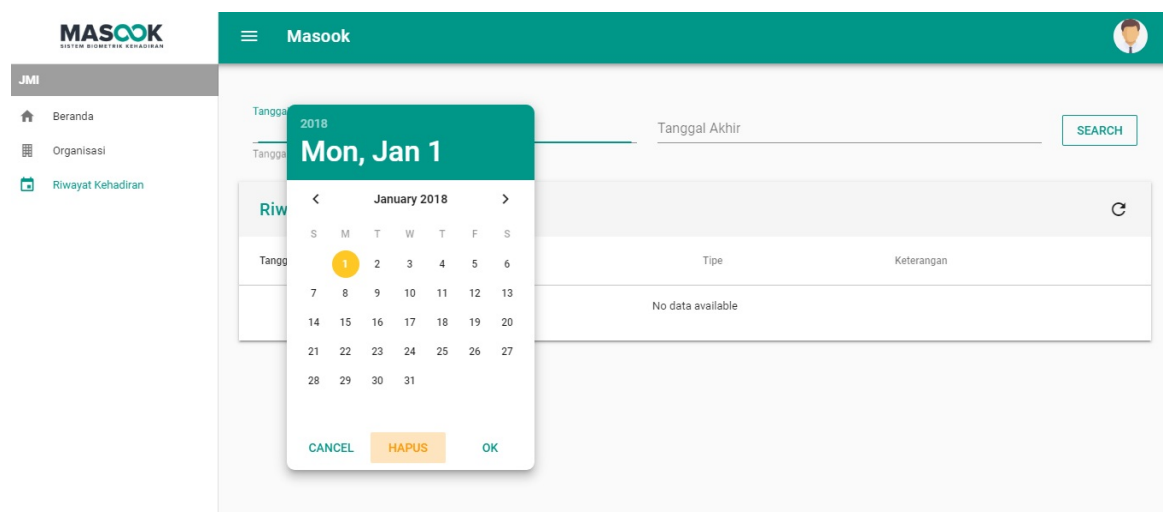 MASOOK
SISTEM BIOMETRIK KEHADIRAN
Masook
JMI
Beranda
Organisasi
Riwayat Kehadiran
Tangga
Tangga
Tanggal Akhir
SEARCH
2018
Mon, Jan 1
January 2018
S M T W T F S
1 2 3 4 5 6
7 8 9 10 11 12 13
14 15 16 17 18 19 20
21 22 23 24 25 26 27
28 29 30 31
CANCEL HAPUS OK
Riw
Tangg Tipe Keterangan
No data available